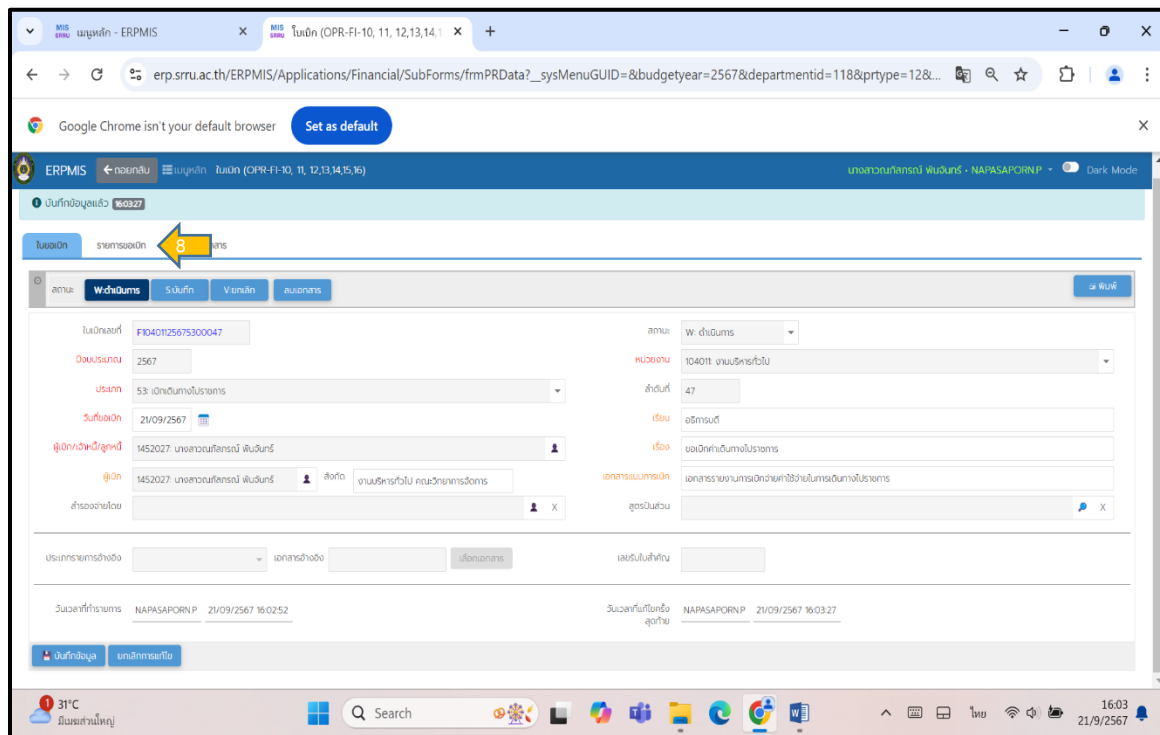 MIS SRRU เมนูหลัก - ERPMIS × MIS SRRU ใบเบิก (OPR-FI-10, 11, 12,13,14,1 × +
erp.srru.ac.th/ERPMIS/Applications/Financial/SubForms/frmPRData?_sysMenuGUID=&budgetyear=2567&departmentid=118&prtype=12&...
Google Chrome isn't your default browser Set as default
ERPMIS ถอยกลับ เมนูหลัก ใบเบิก (OPR-FI-10, 11, 12,13,14,15,16) นางสาวณภัสภรณ์ พันจันทร์ - NAPASAPORN.P Dark Mode
บันทึกข้อมูลแล้ว 16:03:27
ใบขอเบิก รายการขอเบิก 8
สถานะ: W:ดำเนินการ S:บันทึก V:ยกเลิก ลบเอกสาร พิมพ์
ใบเบิกเลขที่ F10401125675300047 สถานะ W: ดำเนินการ
ปีงบประมาณ 2567 หน่วยงาน 104011: งานบริหารทั่วไป
ประเภท 53: เบิกเดินทางไปราชการ ลำดับที่ 47
วันที่ขอเบิก 21/09/2567 เรียน อธิการบดี
ผู้เบิก/เจ้าหนี้/ลูกหนี้ 1452027: นางสาวณภัสภรณ์ พันจันทร์ เรื่อง ขอเบิกค่าเดินทางไปราชการ
ผู้เบิก 1452027: นางสาวณภัสภรณ์ พันจันทร์ สังกัด งานบริหารทั่วไป คณะวิทยาการจัดการ เอกสารแนบการเบิก เอกสารรายงานการเบิกจ่ายค่าใช้จ่ายในการเดินทางไปราชการ
สำรองจ่ายโดย X สูตรปันส่วน X
ประเภทรายการอ้างอิง เอกสารอ้างอิง เลือกเอกสาร เลขรับใบสำคัญ
วันเวลาที่ทำรายการ NAPASAPORN.P 21/09/2567 16:02:52 วันเวลาที่แก้ไขครั้ง NAPASAPORN.P 21/09/2567 16:03:27
สุดท้าย
บันทึกข้อมูล ยกเลิกการแก้ไข
1 31°C Search ไทย 16:03
มีเมฆส่วนใหญ่ 21/9/2567